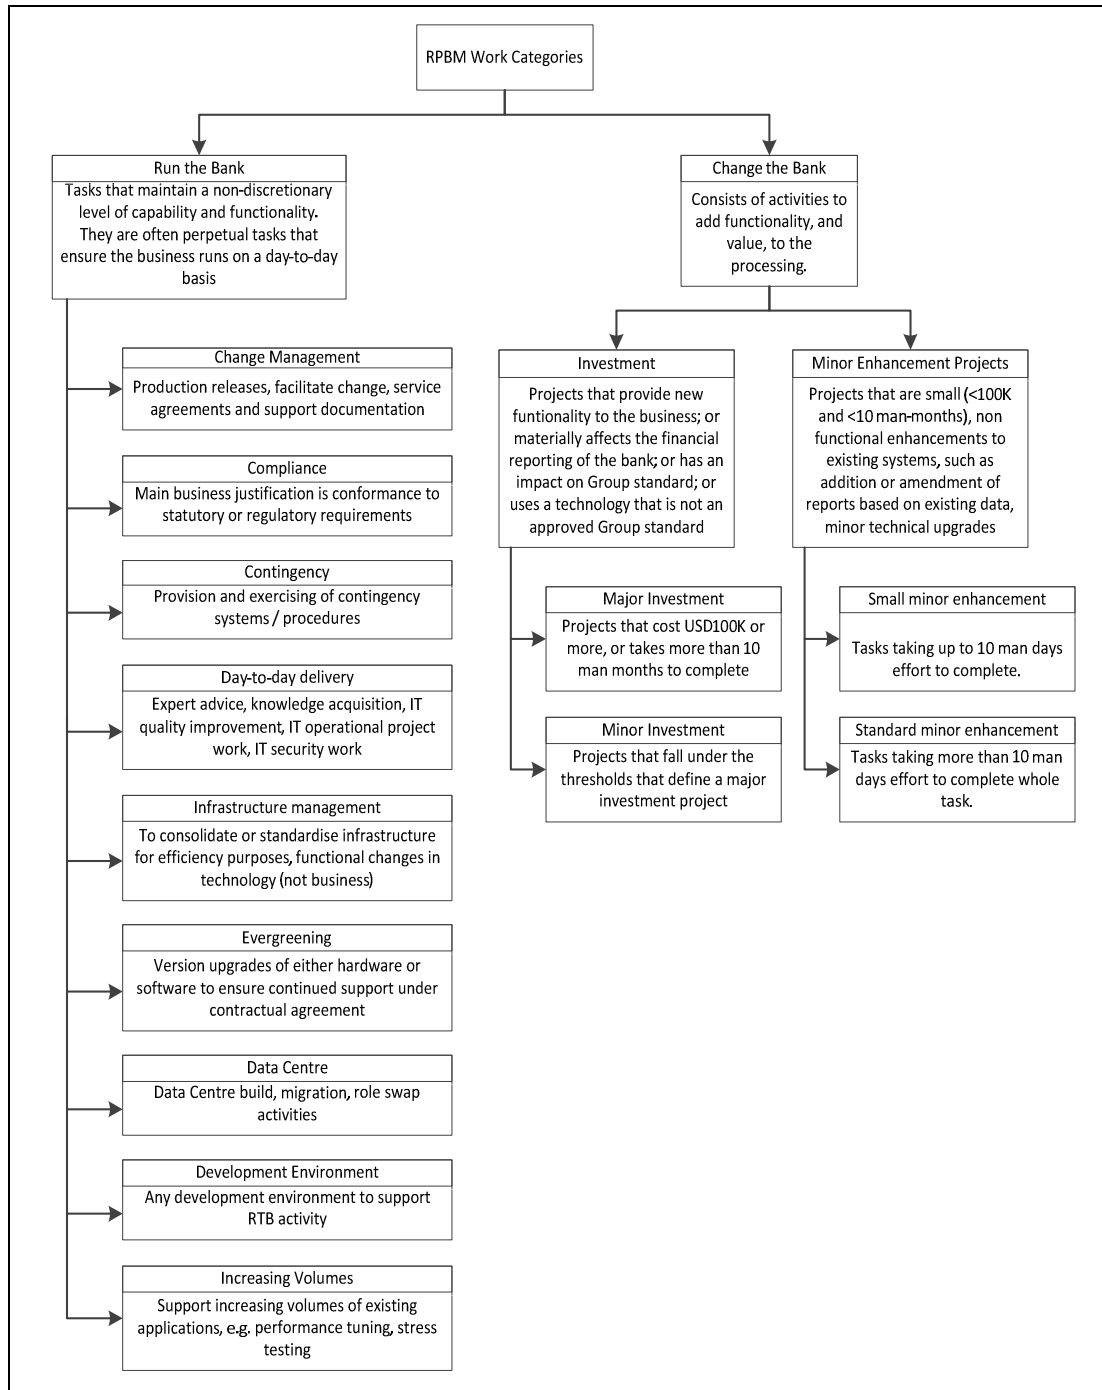 RPBM Work Categories
Run the Bank
Tasks that maintain a non-discretionary
level of capability and functionality.
They are often perpetual tasks that
ensure the business runs on a day-to-day
basis
Change the Bank
Consists of activities to
add functionality, and
value, to the
processing.
Change Management
Production releases, facilitate change, service
agreements and support documentation
Compliance
Main business justification is conformance to
statutory or regulatory requirements
Contingency
Provision and exercising of contingency
systems / procedures
Day-to-day delivery
Expert advice, knowledge acquisition, IT
quality improvement, IT operational project
work, IT security work
Infrastructure management
To consolidate or standardise infrastructure
for efficiency purposes, functional changes in
technology (not business)
Evergreening
Version upgrades of either hardware or
software to ensure continued support under
contractual agreement
Data Centre
Data Centre build, migration, role swap
activities
Development Environment
Any development environment to support
RTB activity
Increasing Volumes
Support increasing volumes of existing
applications, e.g. performance tuning, stress
testing
Investment
Projects that provide new
funtionality to the business; or
materially affects the financial
reporting of the bank; or has an
impact on Group standard; or
uses a technology that is not an
approved Group standard
Major Investment
Projects that cost USD100K or
more, or takes more than 10
man months to complete
Minor Investment
Projects that fall under the
thresholds that define a major
investment project
Minor Enhancement Projects
Projects that are small (<100K
and <10 man-months), non
functional enhancements to
existing systems, such as
addition or amendment of
reports based on existing data,
minor technical upgrades
Small minor enhancement
Tasks taking up to 10 man days
effort to complete.
Standard minor enhancement
Tasks taking more than 10 man
days effort to complete whole
task.